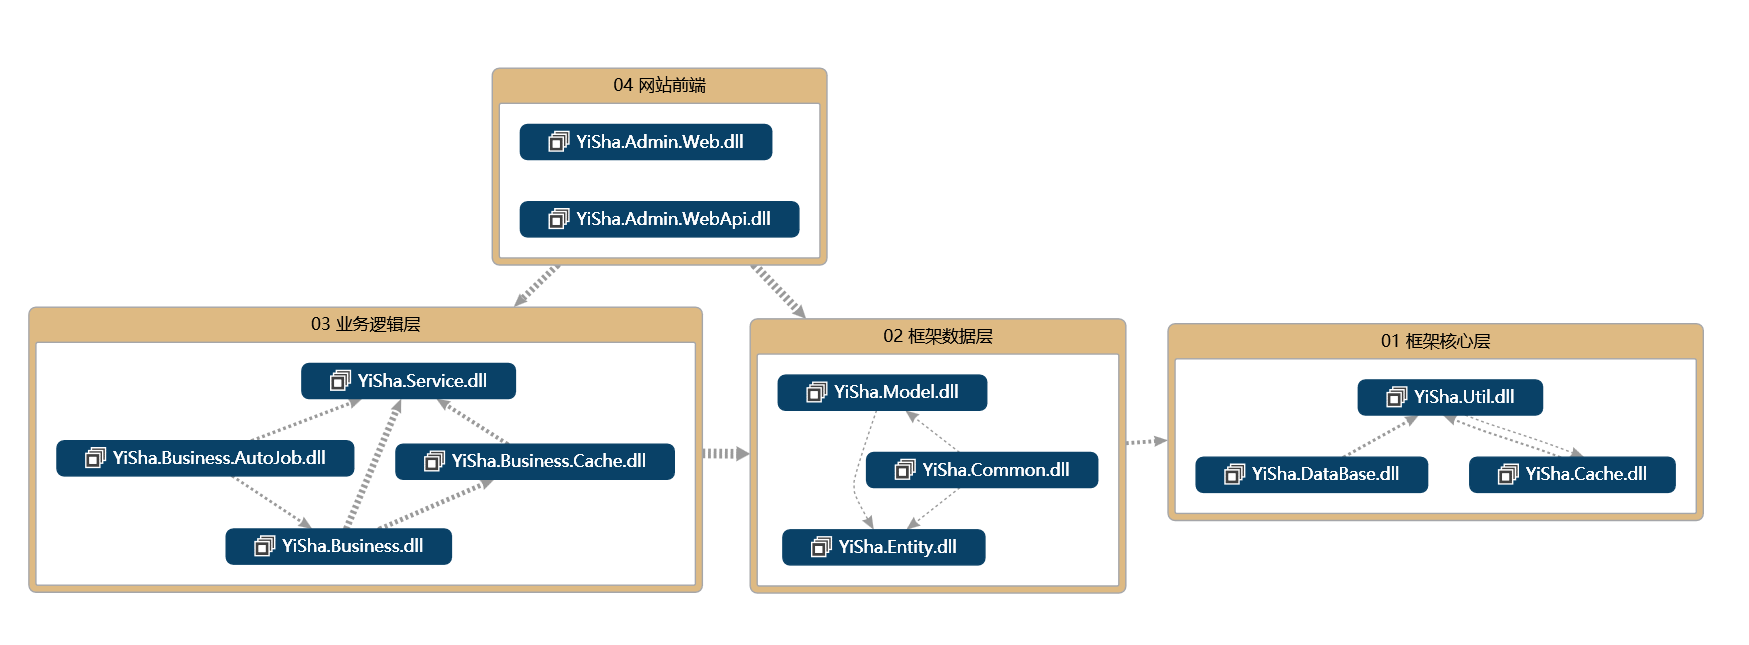 04 网站前端
YiSha.Admin.Web.dll
YiSha.Admin.WebApi.dll
03 业务逻辑层
YiSha.Service.dll
YiSha.Business.AutoJob.dll
YiSha.Business.Cache.dll
YiSha.Business.dll
02 框架数据层
YiSha.Model.dll
YiSha.Common.dll
YiSha.Entity.dll
01 框架核心层
YiSha.Util.dll
YiSha.DataBase.dll
YiSha.Cache.dll